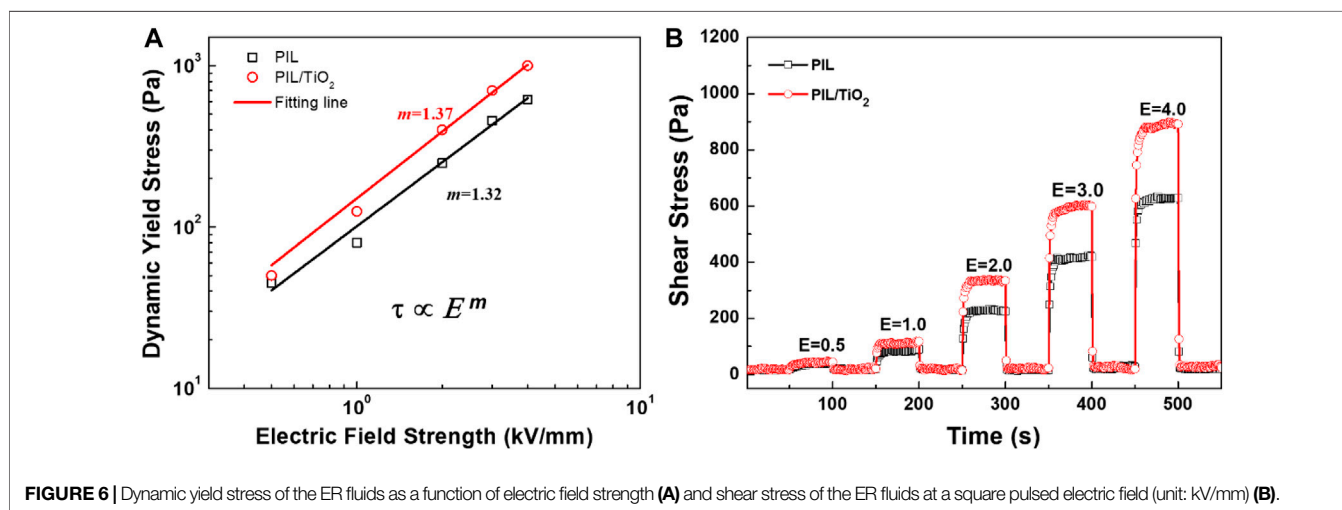 A
PIL
PIL/TiO2
Fitting line
m=1.37
m=1.32
τ ∝ E^m
10^3
10^2
10^1
10^0
10^1
Dynamic Yield Stress (Pa)
Electric Field Strength (kV/mm)
B
PIL
PIL/TiO2
E=0.5
E=1.0
E=2.0
E=3.0
E=4.0
1200
1000
800
600
400
200
0
100 200 300 400 500
Shear Stress (Pa)
Time (s)
FIGURE 6 | Dynamic yield stress of the ER fluids as a function of electric field strength (A) and shear stress of the ER fluids at a square pulsed electric field (unit: kV/mm) (B).